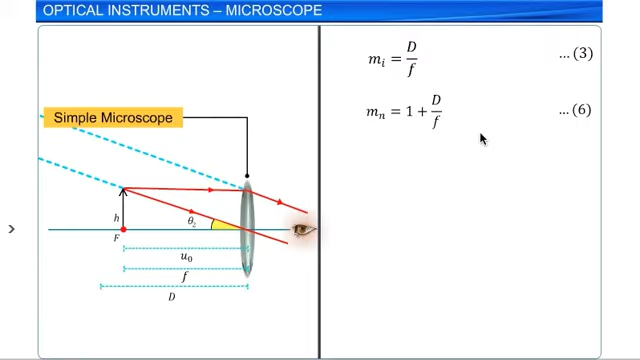 OPTICAL INSTRUMENTS – MICROSCOPE
Simple Microscope
h
θ₂
F
u₀
f
D
mᵢ = D/f ... (3)
mₙ = 1 + D/f ... (6)